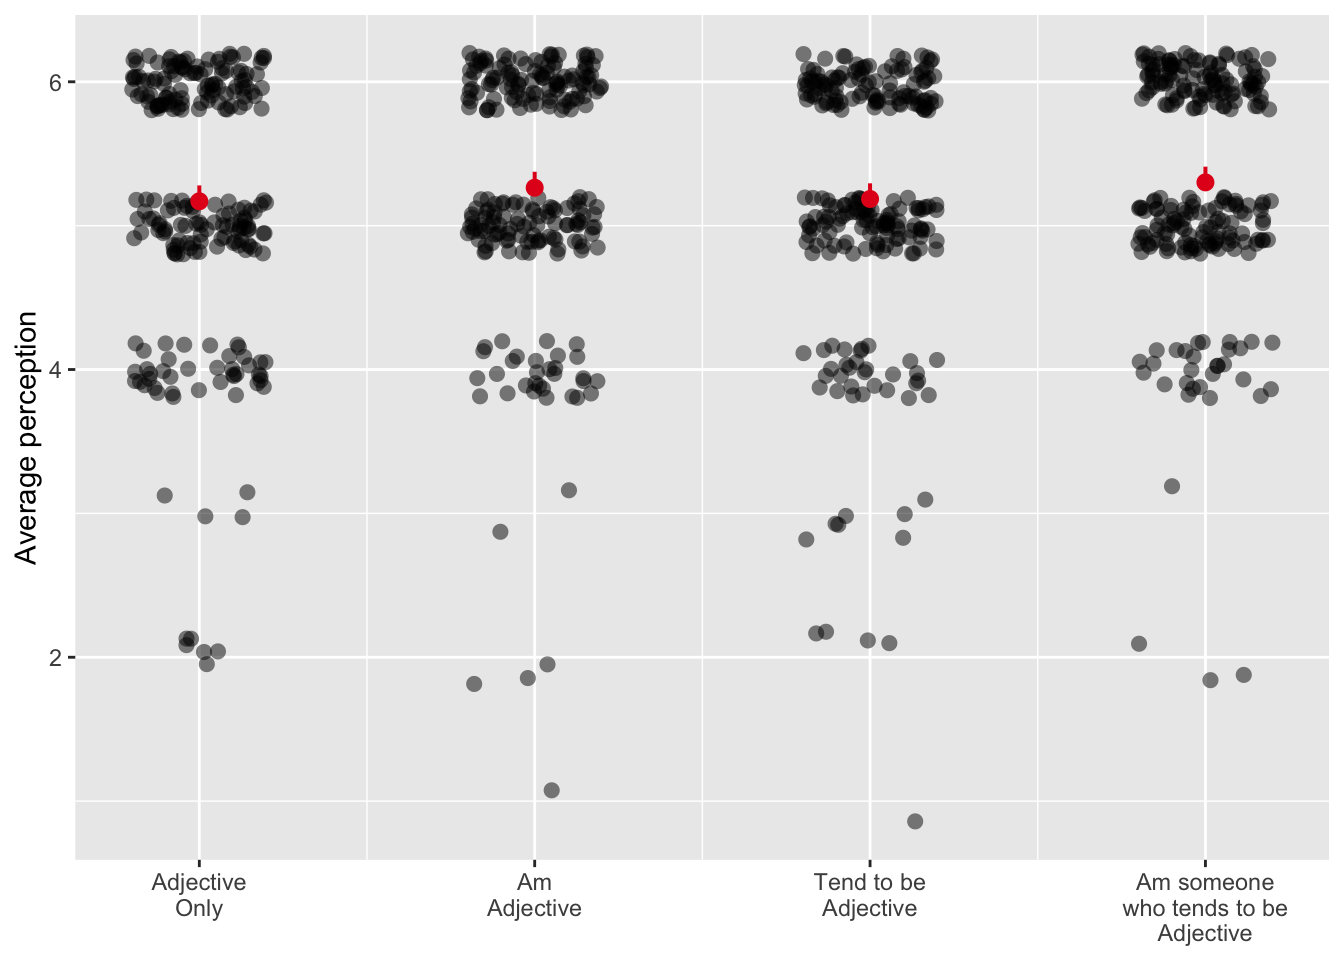 Average perception
6
4
2
Adjective
Only
Am
Adjective
Tend to be
Adjective
Am someone
who tends to be
Adjective